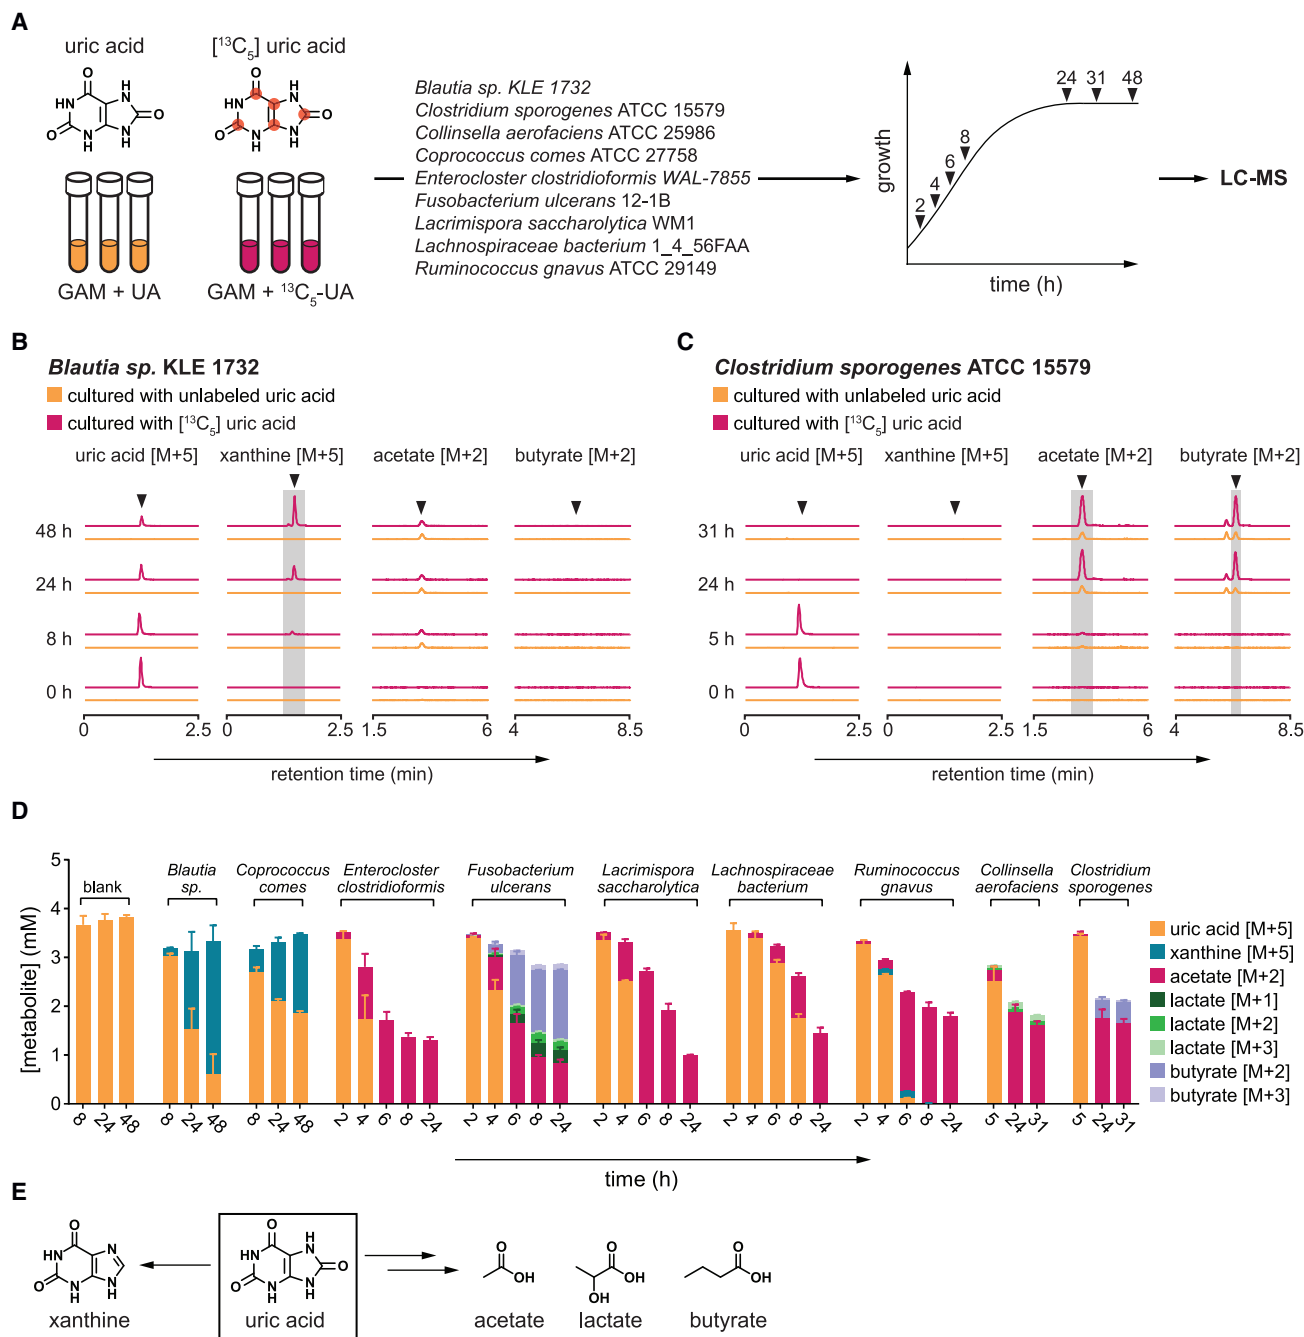 A
uric acid
[¹³C₅] uric acid
O
HN
O
N
H
H
N
N
H
O
O
HN
O
N
H
H
N
N
H
O
GAM + UA
GAM + ¹³C₅-UA
Blautia sp. KLE 1732
Clostridium sporogenes ATCC 15579
Collinsella aerofaciens ATCC 25986
Coprococcus comes ATCC 27758
Enterocloster clostridioformis WAL-7855
Fusobacterium ulcerans 12-1B
Lacrimispora saccharolytica WM1
Lachnospiraceae bacterium 1_4_56FAA
Ruminococcus gnavus ATCC 29149
growth
2 4 6 8 24 31 48
time (h)
LC-MS
B
Blautia sp. KLE 1732
cultured with unlabeled uric acid
cultured with [¹³C₅] uric acid
uric acid [M+5] xanthine [M+5] acetate [M+2] butyrate [M+2]
48 h
24 h
8 h
0 h
0 2.5 0 2.5 1.5 6 4 8.5
retention time (min)
C
Clostridium sporogenes ATCC 15579
cultured with unlabeled uric acid
cultured with [¹³C₅] uric acid
uric acid [M+5] xanthine [M+5] acetate [M+2] butyrate [M+2]
31 h
24 h
5 h
0 h
0 2.5 0 2.5 1.5 6 4 8.5
retention time (min)
D
[metabolite] (mM)
5
4
3
2
1
0
blank
Blautia
sp.
Coprococcus
comes
Enterocloster
clostridioformis
Fusobacterium
ulcerans
Lacrimispora
saccharolytica
Lachnospiraceae
bacterium
Ruminococcus
gnavus
Collinsella
aerofaciens
Clostridium
sporogenes
8 24 48 8 24 48 8 24 48 2 4 6 8 24 2 4 6 8 24 2 4 6 8 24 2 4 6 8 24 2 4 6 8 24 5 24 31 5 24 31
time (h)
uric acid [M+5]
xanthine [M+5]
acetate [M+2]
lactate [M+1]
lactate [M+2]
lactate [M+3]
butyrate [M+2]
butyrate [M+3]
E
O
HN
O
N
H
N
N
H
xanthine
O
HN
O
N
H
H
N
N
H
O
uric acid
O
OH
acetate
O
OH
OH
lactate
O
OH
butyrate